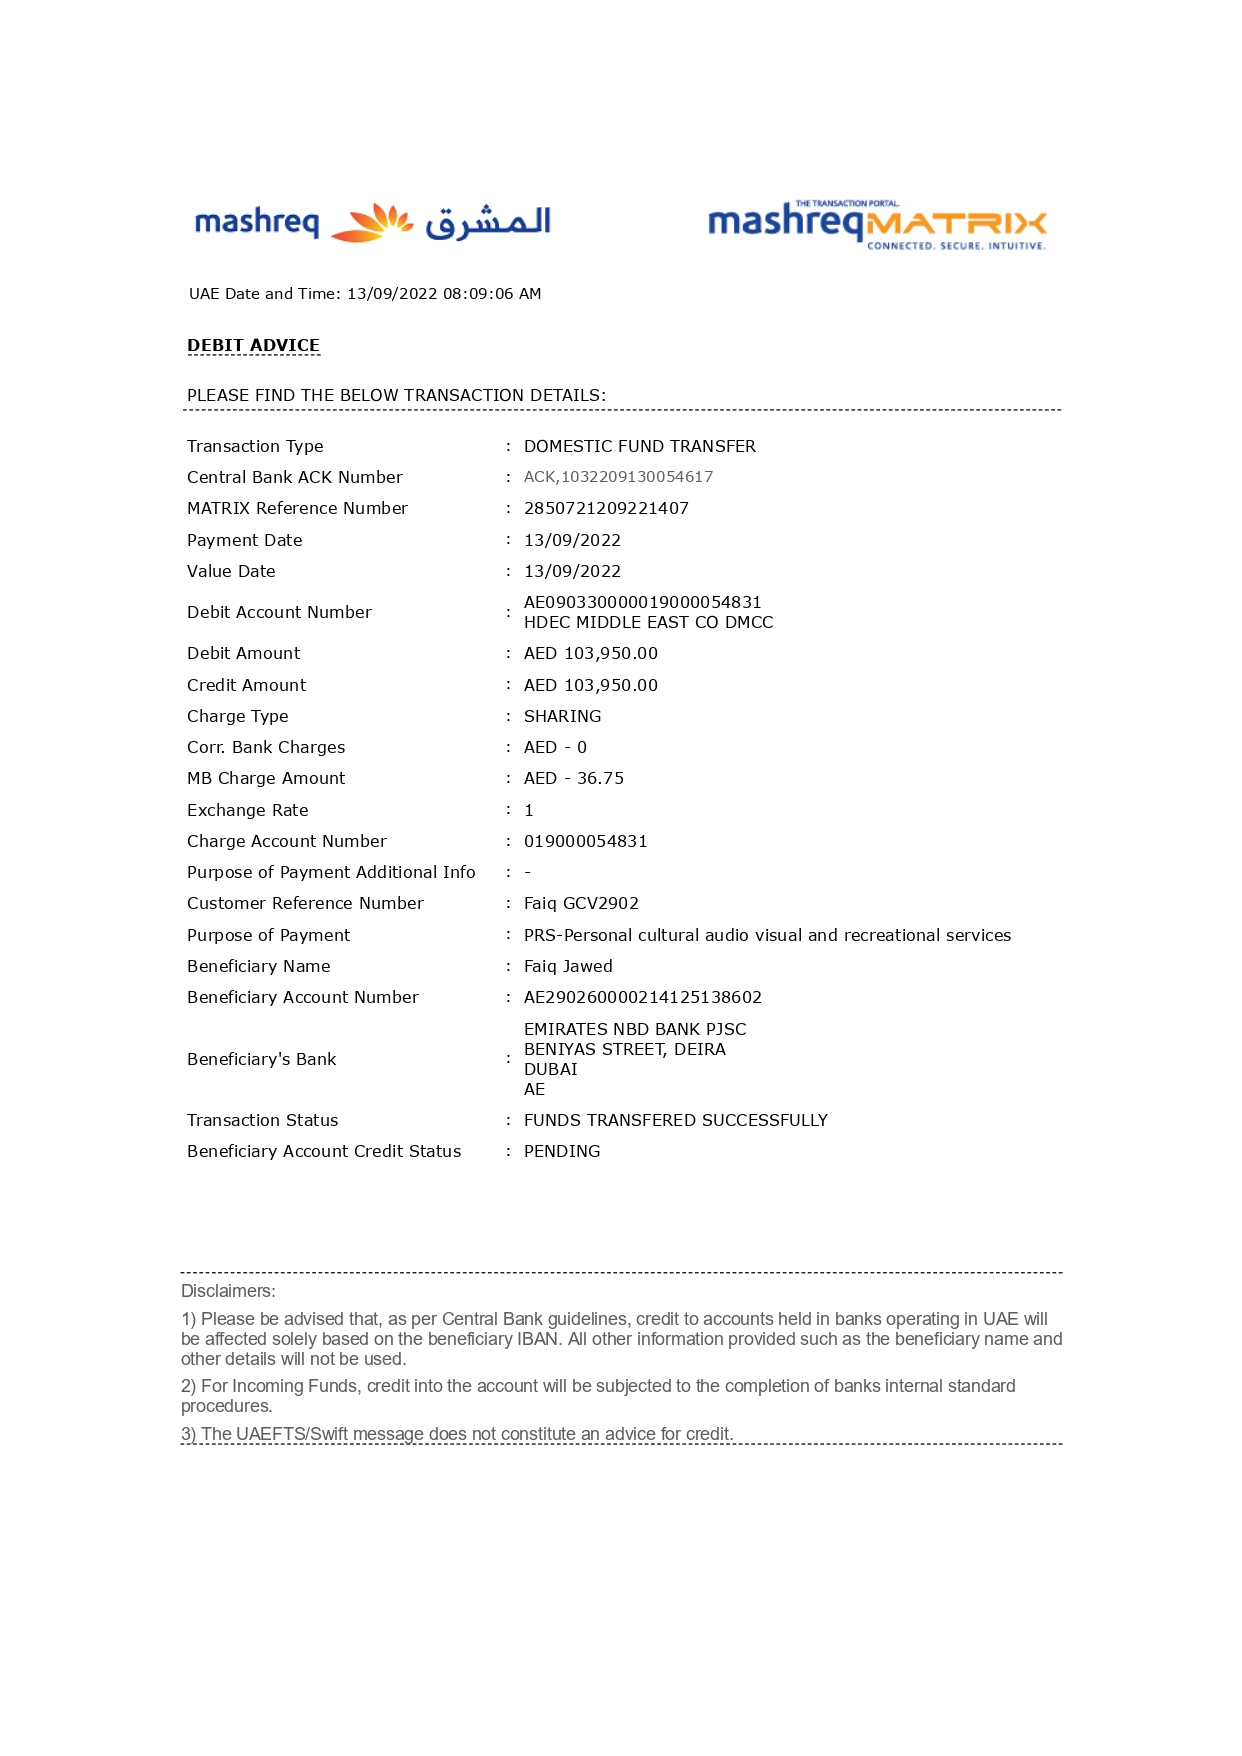 mashreq المشرق
THE TRANSACTION PORTAL
mashreqMATRIX
CONNECTED. SECURE. INTUITIVE.
UAE Date and Time: 13/09/2022 08:09:06 AM
DEBIT ADVICE
PLEASE FIND THE BELOW TRANSACTION DETAILS:
Transaction Type : DOMESTIC FUND TRANSFER
Central Bank ACK Number : ACK,1032209130054617
MATRIX Reference Number : 2850721209221407
Payment Date : 13/09/2022
Value Date : 13/09/2022
Debit Account Number : AE090330000019000054831
HDEC MIDDLE EAST CO DMCC
Debit Amount : AED 103,950.00
Credit Amount : AED 103,950.00
Charge Type : SHARING
Corr. Bank Charges : AED - 0
MB Charge Amount : AED - 36.75
Exchange Rate : 1
Charge Account Number : 019000054831
Purpose of Payment Additional Info : -
Customer Reference Number : Faiq GCV2902
Purpose of Payment : PRS-Personal cultural audio visual and recreational services
Beneficiary Name : Faiq Jawed
Beneficiary Account Number : AE290260000214125138602
Beneficiary's Bank : EMIRATES NBD BANK PJSC
BENIYAS STREET, DEIRA
DUBAI
AE
Transaction Status : FUNDS TRANSFERED SUCCESSFULLY
Beneficiary Account Credit Status : PENDING
Disclaimers:
1) Please be advised that, as per Central Bank guidelines, credit to accounts held in banks operating in UAE will
be affected solely based on the beneficiary IBAN. All other information provided such as the beneficiary name and
other details will not be used.
2) For Incoming Funds, credit into the account will be subjected to the completion of banks internal standard
procedures.
3) The UAEFTS/Swift message does not constitute an advice for credit.